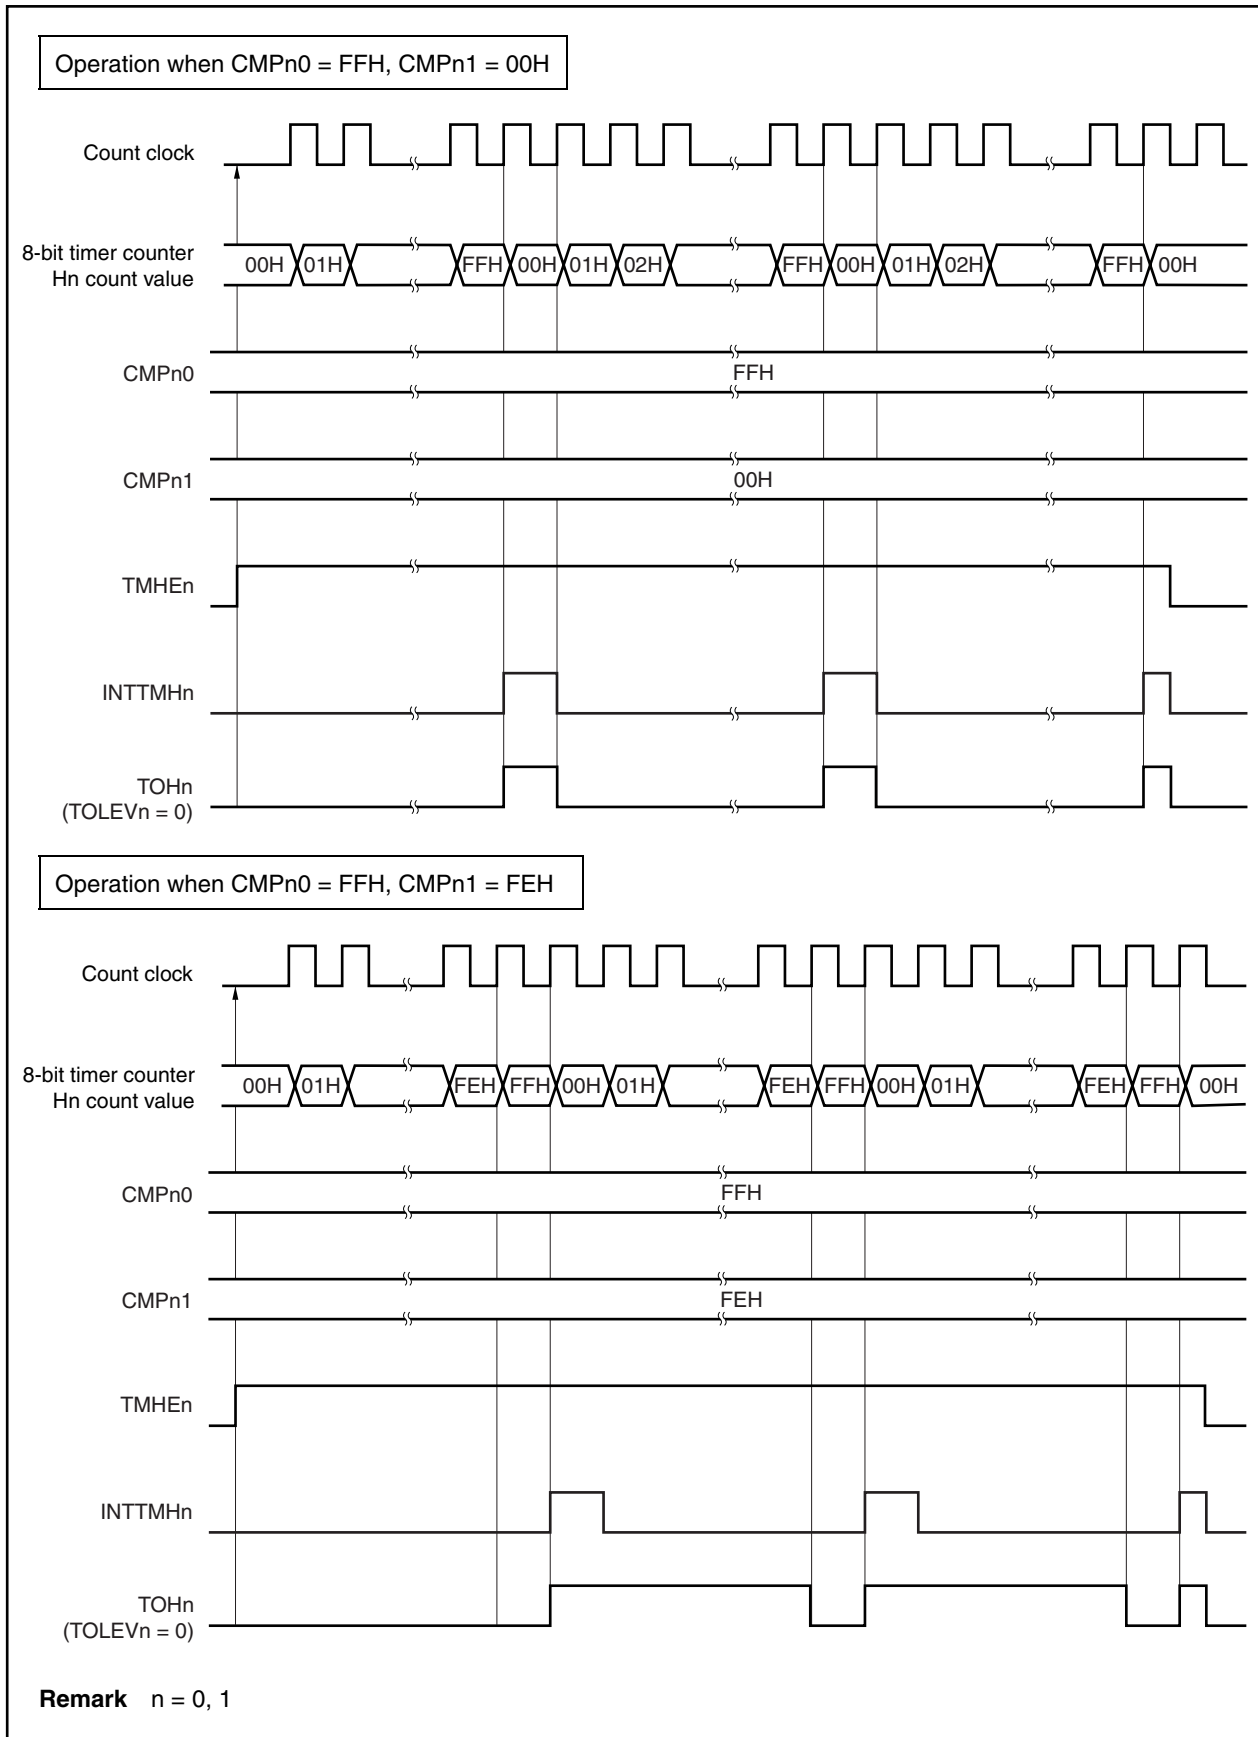 Operation when CMPn0 = FFH, CMPn1 = 00H
Count clock
8-bit timer counter
Hn count value
00H 01H FFH 00H 01H 02H FFH 00H 01H 02H FFH 00H
CMPn0
FFH
CMPn1
00H
TMHEn
INTTMHn
TOHn
(TOLEVn = 0)
Operation when CMPn0 = FFH, CMPn1 = FEH
Count clock
8-bit timer counter
Hn count value
00H 01H FEH FFH 00H 01H FEH FFH 00H 01H FEH FFH 00H
CMPn0
FFH
CMPn1
FEH
TMHEn
INTTMHn
TOHn
(TOLEVn = 0)
Remark n = 0, 1